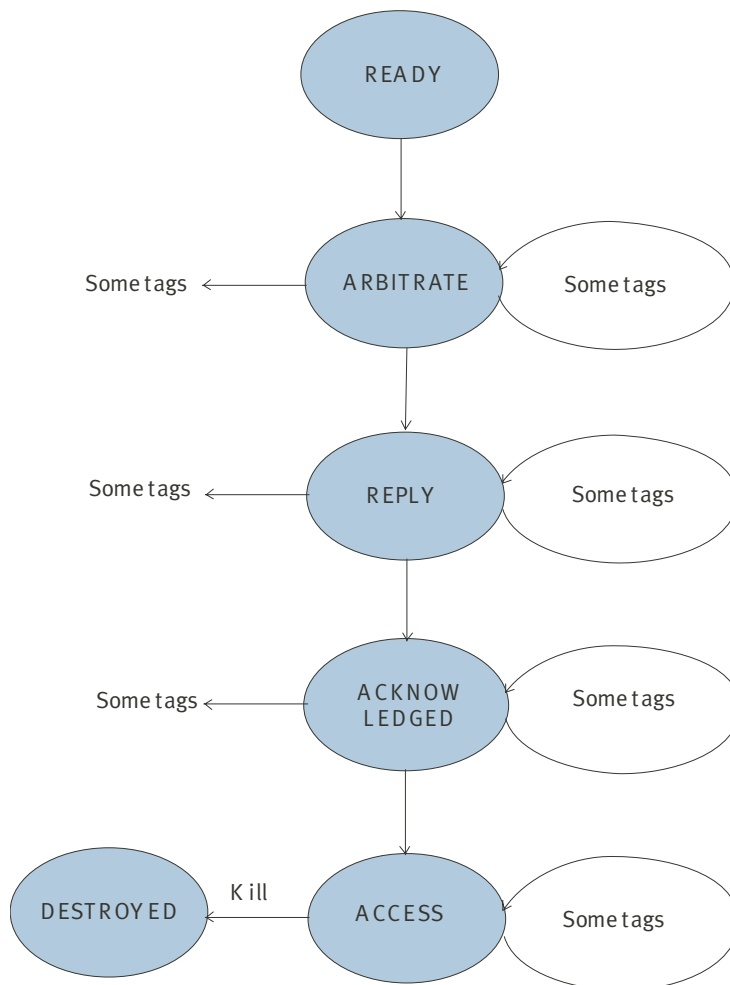 READY
Some tags
ARBITRATE
Some tags
Some tags
REPLY
Some tags
Some tags
ACKNOW
LEDGED
Some tags
DESTROYED
Kill
ACCESS
Some tags